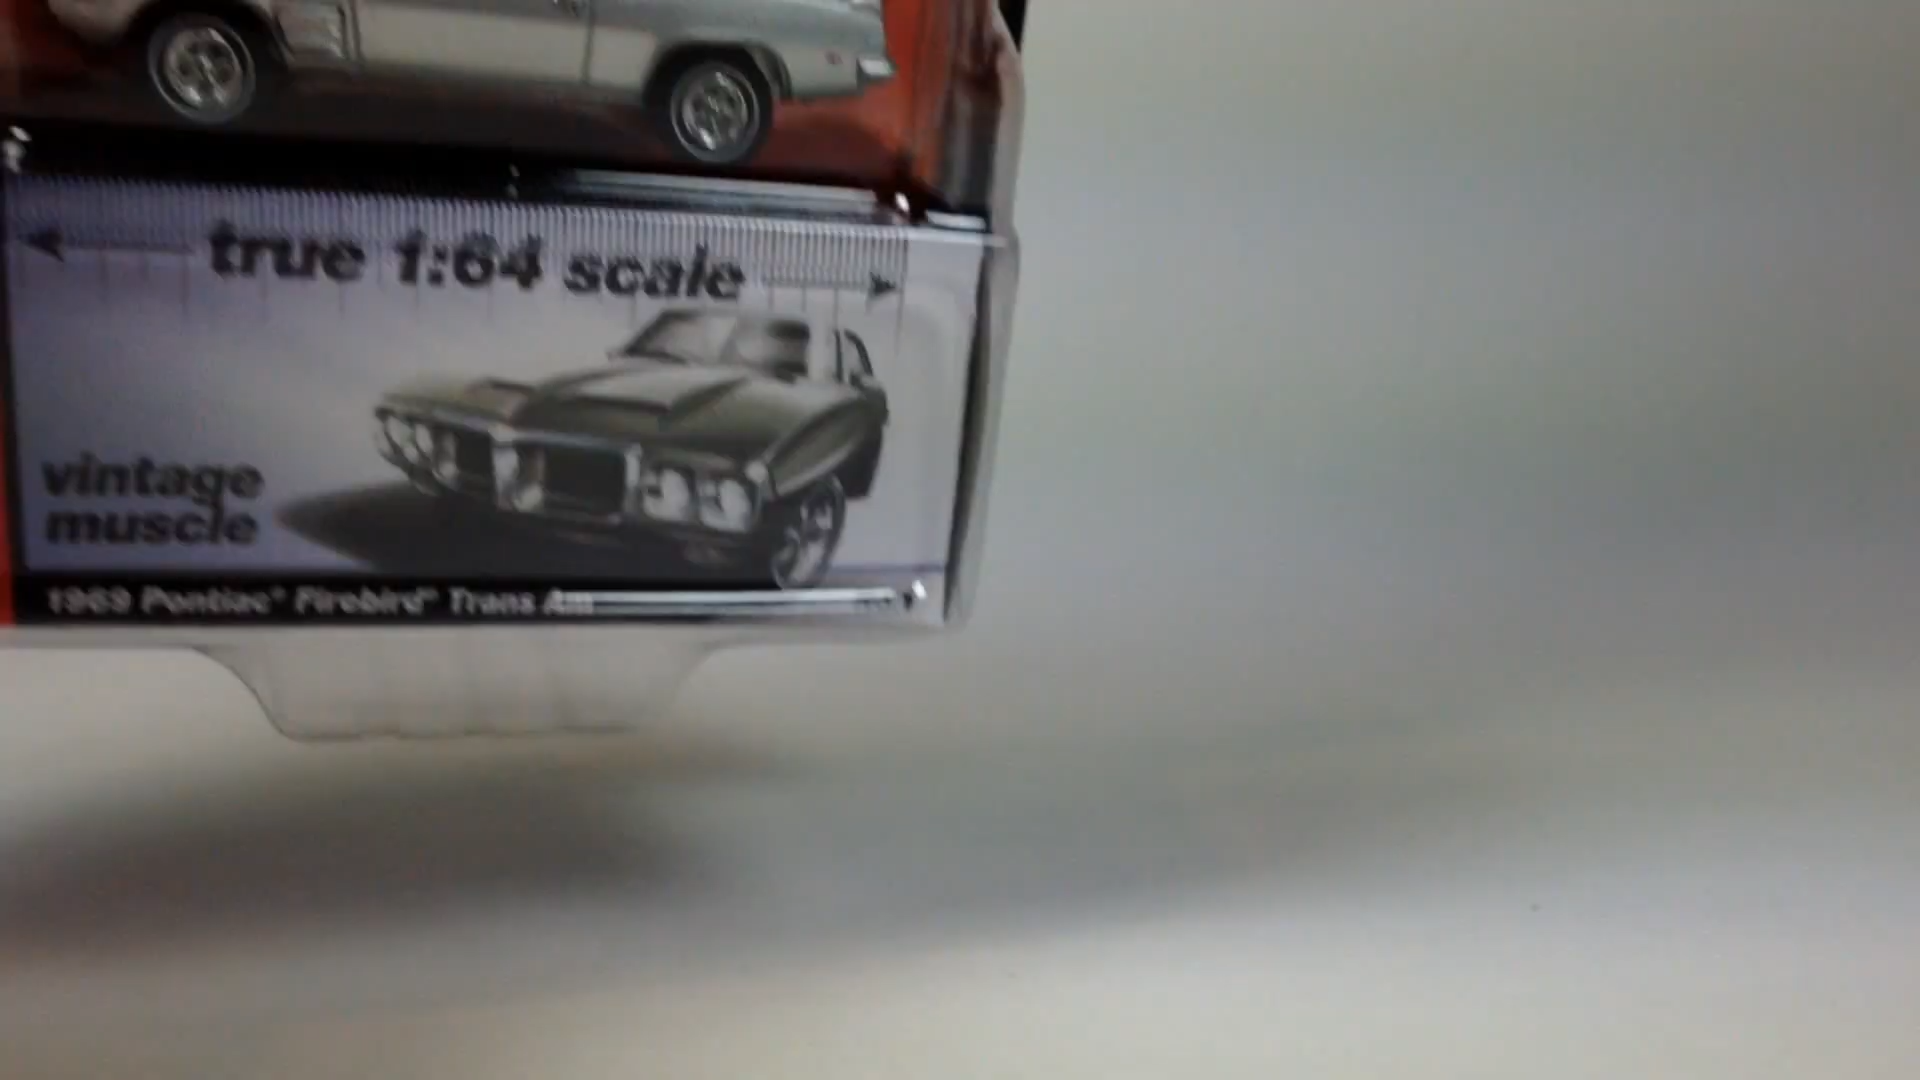 true 1:64 scale
vintage
muscle
1969 Pontiac® Firebird® Trans Am